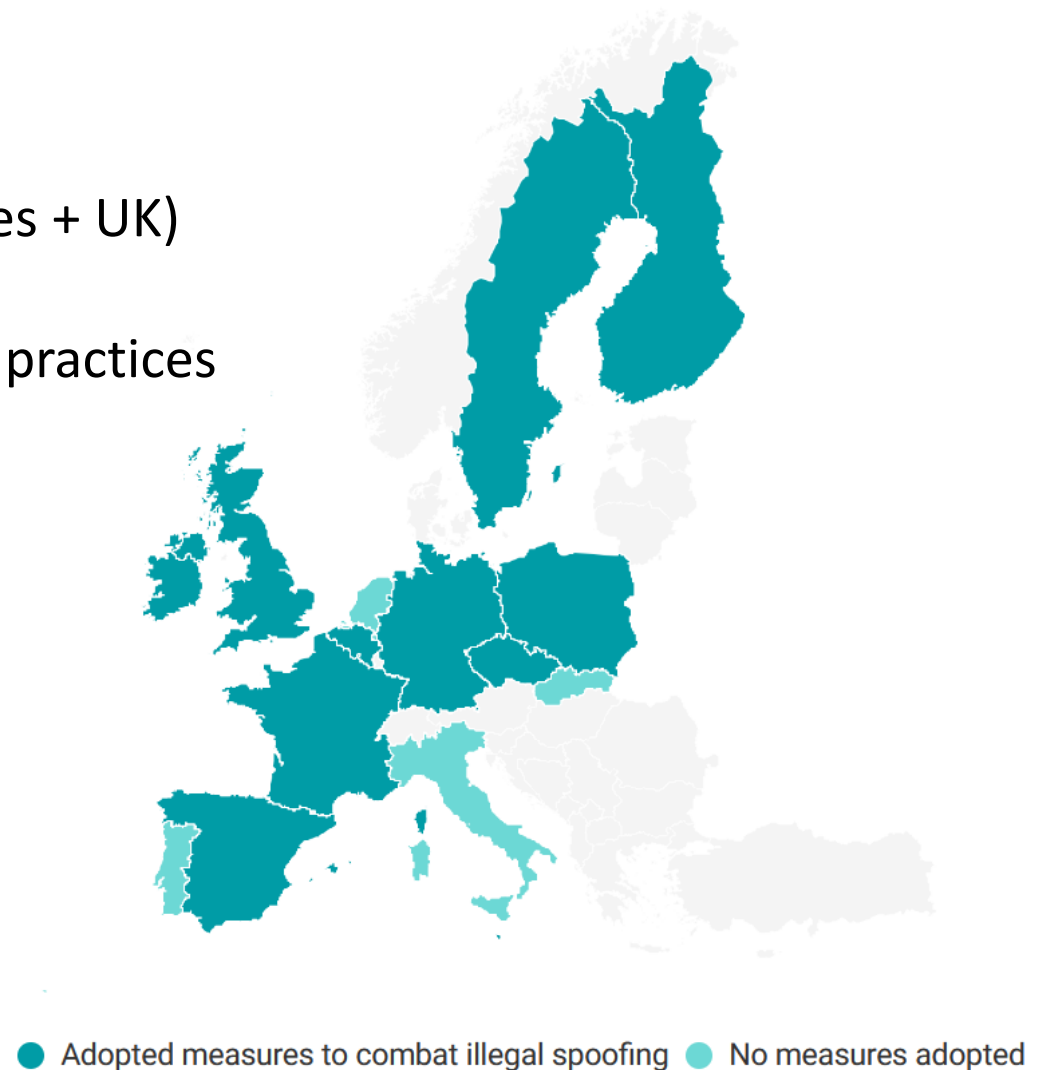 es + UK)
practices
Adopted measures to combat illegal spoofing
No measures adopted